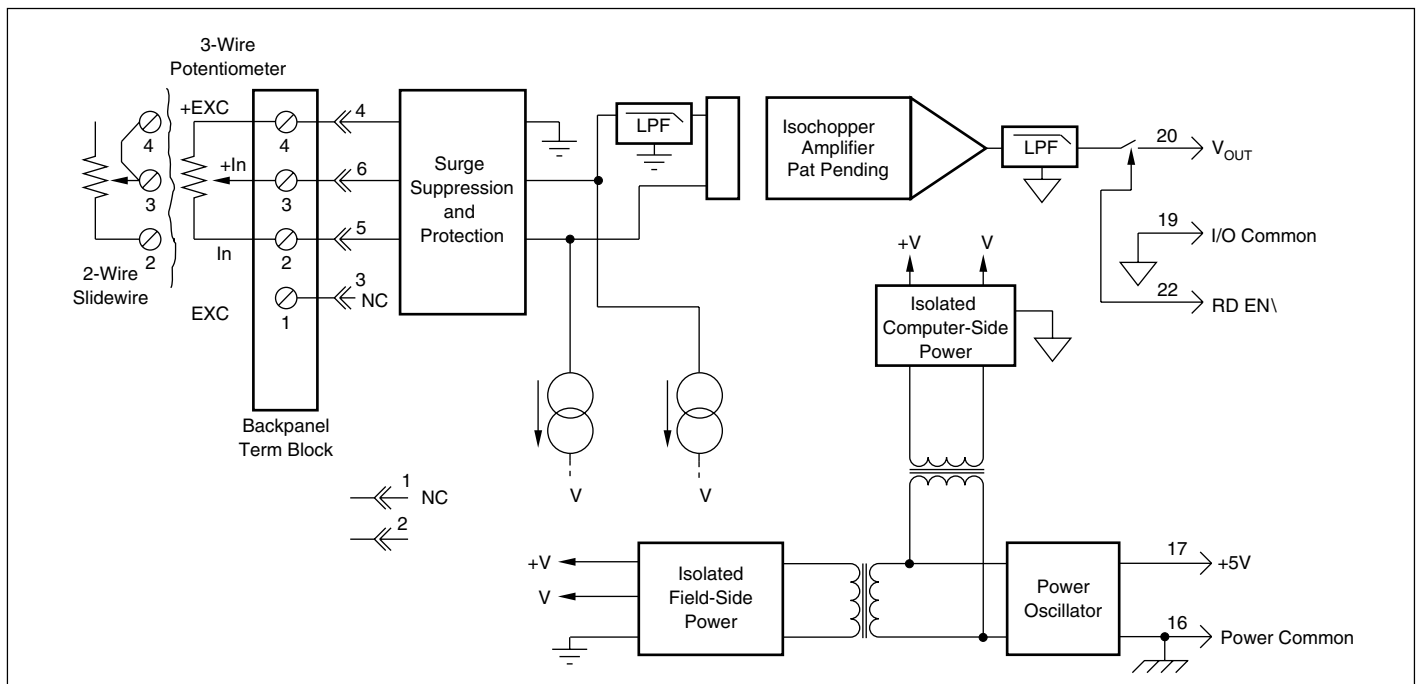 3-Wire
Potentiometer
+EXC
4
4
4
Surge
Suppression
and
Protection
LPF
Isochopper
Amplifier
Pat Pending
LPF
20
VOUT
+In
3
3
6
In
2
2
5
2-Wire
Slidewire
EXC
1
3
NC
Backpanel
Term Block
19
I/O Common
22
RD EN\
+V
V
Isolated
Computer-Side
Power
V
V
1
NC
2
+V
V
Isolated
Field-Side
Power
Power
Oscillator
17
+5V
16
Power Common